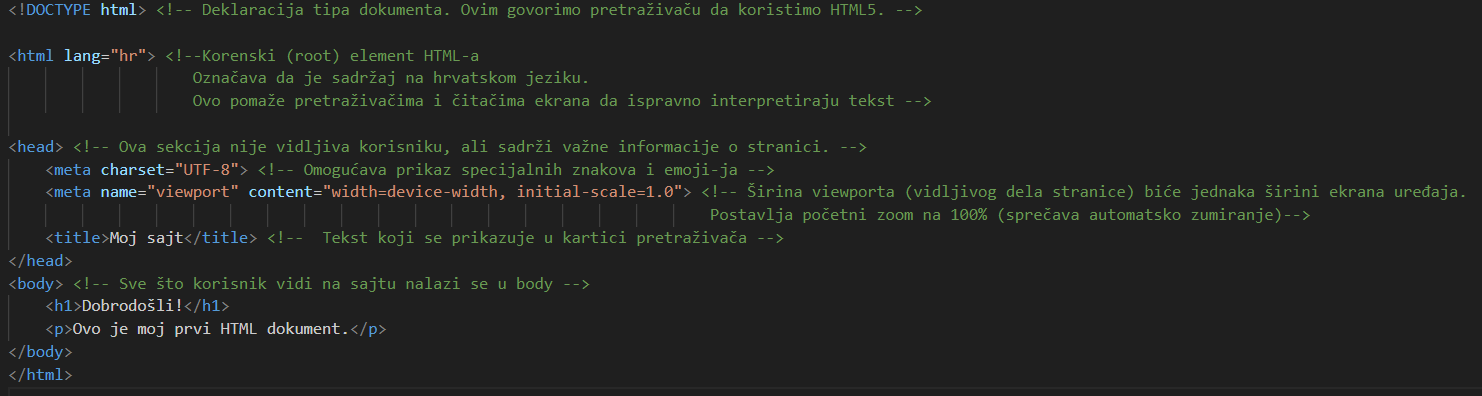 <!DOCTYPE html> <!-- Deklaracija tipa dokumenta. Ovim govorimo pretraživaču da koristimo HTML5. -->
<html lang="hr"> <!--Korenski (root) element HTML-a
Označava da je sadržaj na hrvatskom jeziku.
Ovo pomaže pretraživačima i čitačima ekrana da ispravno interpretiraju tekst -->
<head> <!-- Ova sekcija nije vidljiva korisniku, ali sadrži važne informacije o stranici. -->
<meta charset="UTF-8"> <!-- Omogućava prikaz specijalnih znakova i emoji-ja -->
<meta name="viewport" content="width=device-width, initial-scale=1.0"> <!-- Širina viewporta (vidljivog dela stranice) biće jednaka širini ekrana uređaja.
Postavlja početni zoom na 100% (sprečava automatsko zumiranje)-->
<title>Moj sajt</title> <!--  Tekst koji se prikazuje u kartici pretraživača -->
</head>
<body> <!-- Sve što korisnik vidi na sajtu nalazi se u body -->
<h1>Dobrodošli!</h1>
<p>Ovo je moj prvi HTML dokument.</p>
</body>
</html>